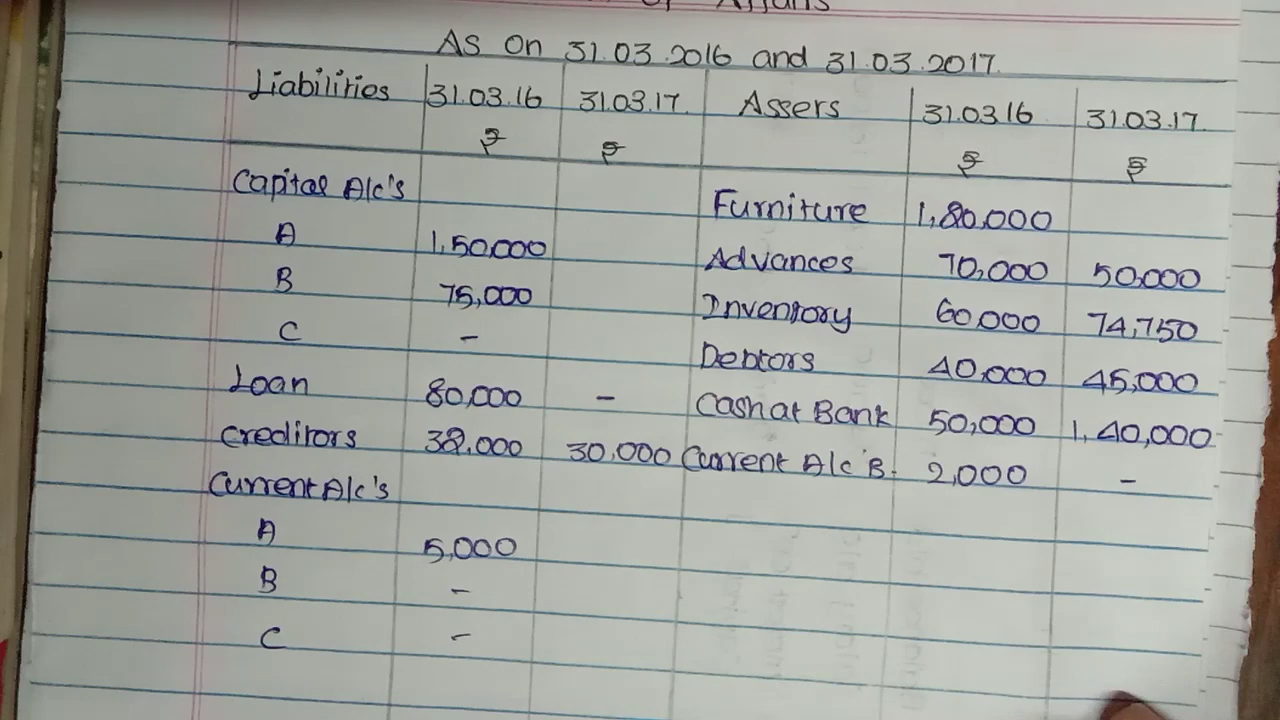 of Affairs
As On 31.03.2016 and 31.03.2017.
Liabilities 31.03.16 31.03.17. Assers 31.03.16 31.03.17.
₹ ₹ ₹ ₹
Capital A/c's Furniture 1,80,000
A 1,50,000 Advances 70,000 50,000
B 75,000 Inventory 60,000 74,750
C - Debtors 40,000 45,000
Loan 80,000 - Cash at Bank 50,000 1,40,000
Creditors 38,000 30,000 Current A/c B. 2,000 -
Current A/c's
A 5,000
B -
C -